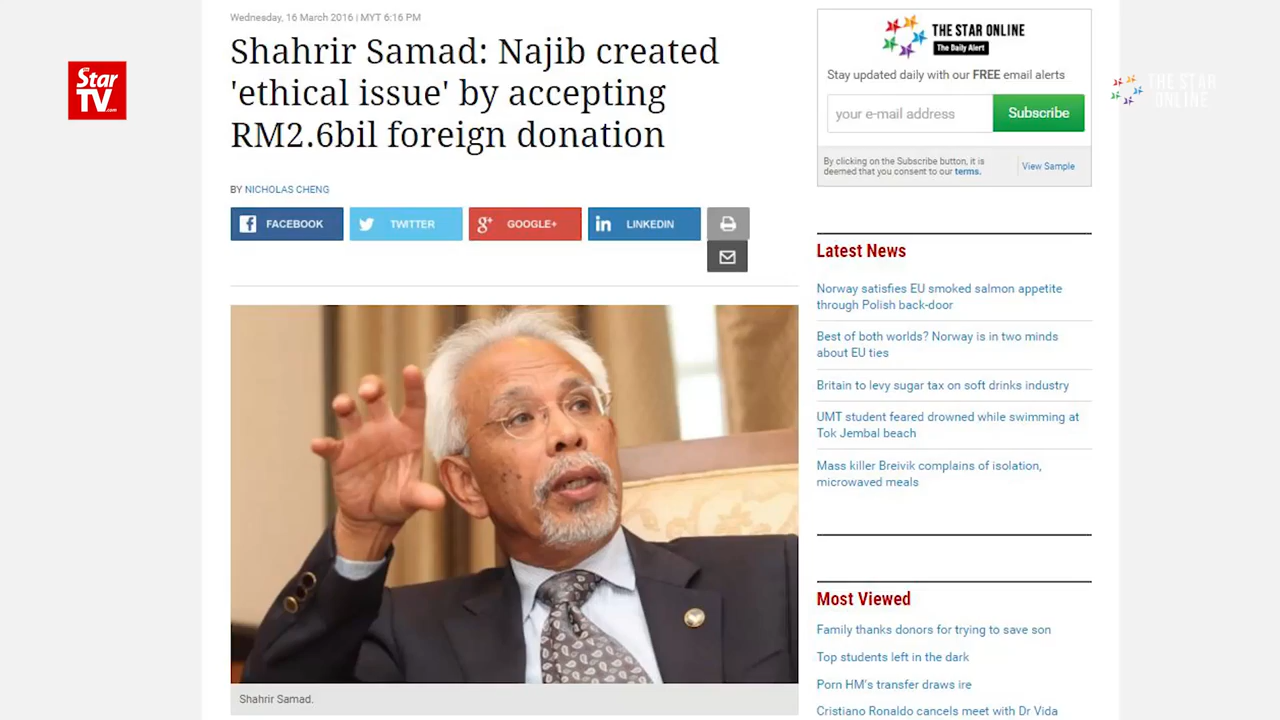 Wednesday, 16 March 2016 | MYT 6:16 PM
Shahrir Samad: Najib created
'ethical issue' by accepting
RM2.6bil foreign donation
BY NICHOLAS CHENG
FACEBOOK
TWITTER
GOOGLE+
LINKEDIN
Shahrir Samad.
Star
TV.com
THE STAR ONLINE
The Daily Alert
Stay updated daily with our FREE email alerts
your e-mail address
Subscribe
By clicking on the Subscribe button, it is
deemed that you consent to our terms.
View Sample
THE STAR
ONLINE
Latest News
Norway satisfies EU smoked salmon appetite
through Polish back-door
Best of both worlds? Norway is in two minds
about EU ties
Britain to levy sugar tax on soft drinks industry
UMT student feared drowned while swimming at
Tok Jembal beach
Mass killer Breivik complains of isolation,
microwaved meals
Most Viewed
Family thanks donors for trying to save son
Top students left in the dark
Porn HM's transfer draws ire
Cristiano Ronaldo cancels meet with Dr Vida